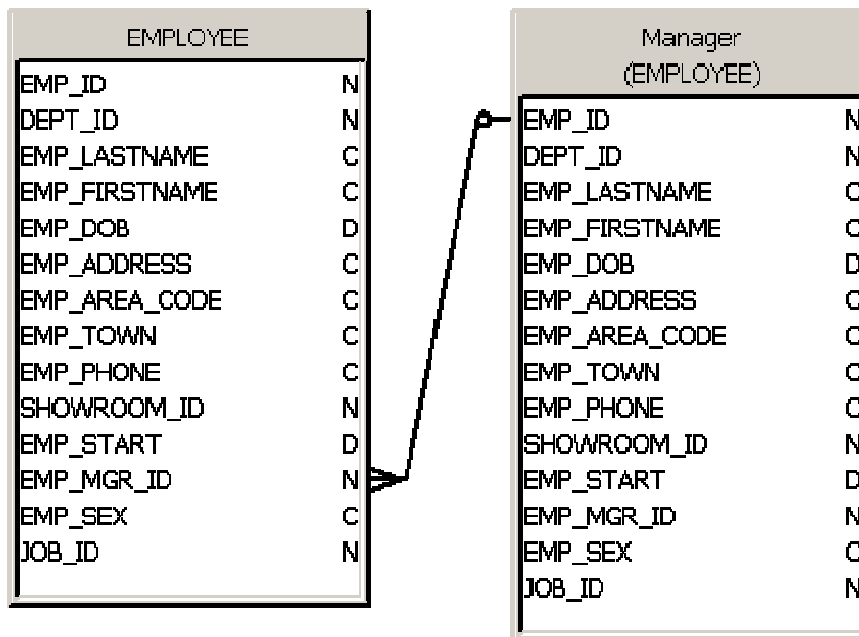 EMPLOYEE
EMP_ID N
DEPT_ID N
EMP_LASTNAME C
EMP_FIRSTNAME C
EMP_DOB D
EMP_ADDRESS C
EMP_AREA_CODE C
EMP_TOWN C
EMP_PHONE C
SHOWROOM_ID N
EMP_START D
EMP_MGR_ID N
EMP_SEX C
JOB_ID N
Manager
(EMPLOYEE)
EMP_ID N
DEPT_ID N
EMP_LASTNAME C
EMP_FIRSTNAME C
EMP_DOB D
EMP_ADDRESS C
EMP_AREA_CODE C
EMP_TOWN C
EMP_PHONE C
SHOWROOM_ID N
EMP_START D
EMP_MGR_ID N
EMP_SEX C
JOB_ID N